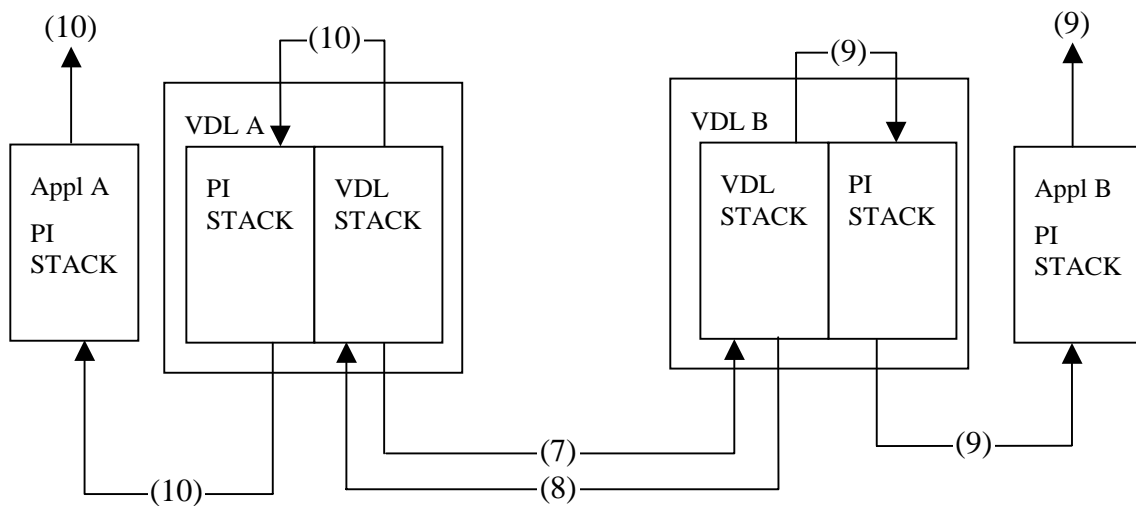 (10)
(10)
(9)
(9)
VDL A
VDL B
Appl A
PI
STACK
PI
STACK
VDL
STACK
VDL
STACK
PI
STACK
Appl B
PI
STACK
(7)
(9)
(10)
(8)